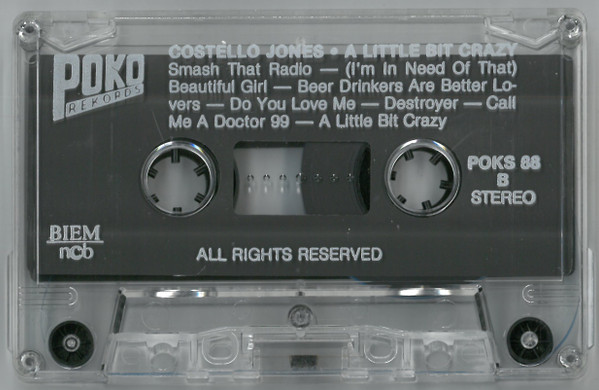 POKO
REKORDS
COSTELLO JONES • A LITTLE BIT CRAZY
Smash That Radio — (I'm In Need Of That)
Beautiful Girl — Beer Drinkers Are Better Lo-
vers — Do You Love Me — Destroyer — Call
Me A Doctor 99 — A Little Bit Crazy
POKS 88
B
STEREO
BIEM
ncb
ALL RIGHTS RESERVED